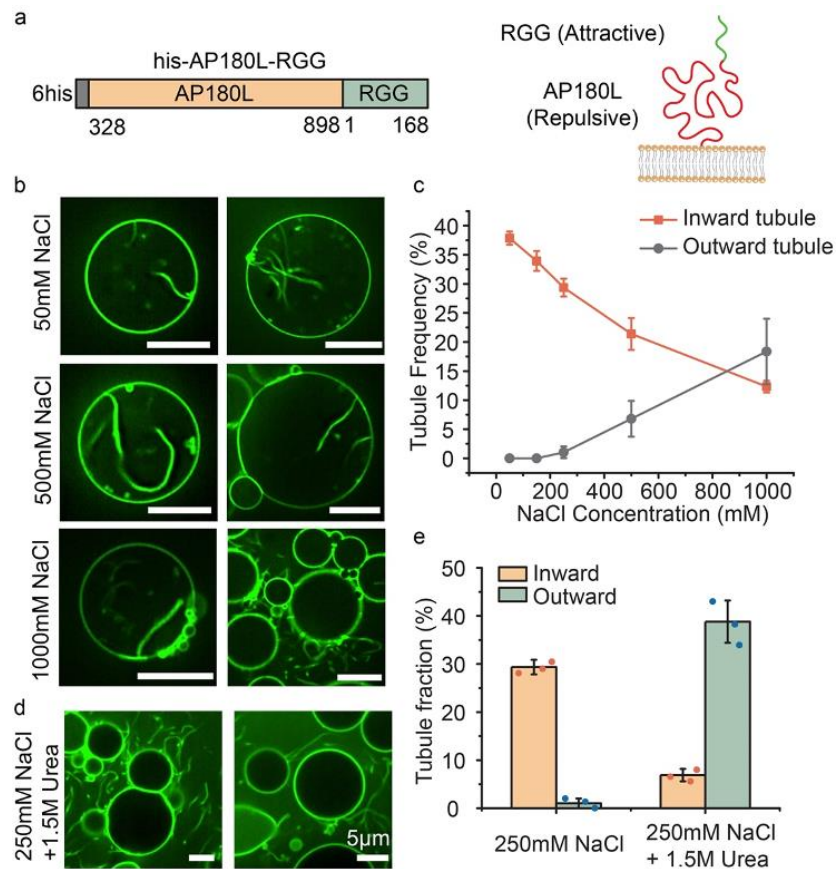 a
his-AP180L-RGG
6his
AP180L
RGG
328
898
1
168
RGG (Attractive)
AP180L
(Repulsive)
b
50mM NaCl
500mM NaCl
1000mM NaCl
c
Inward tubule
Outward tubule
Tubule Frequency (%)
40
35
30
25
20
15
10
5
0
0
200
400
600
800
1000
NaCl Concentration (mM)
d
250mM NaCl
+1.5M Urea
5μm
e
Inward
Outward
Tubule fraction (%)
50
40
30
20
10
0
250mM NaCl
250mM NaCl
+ 1.5M Urea